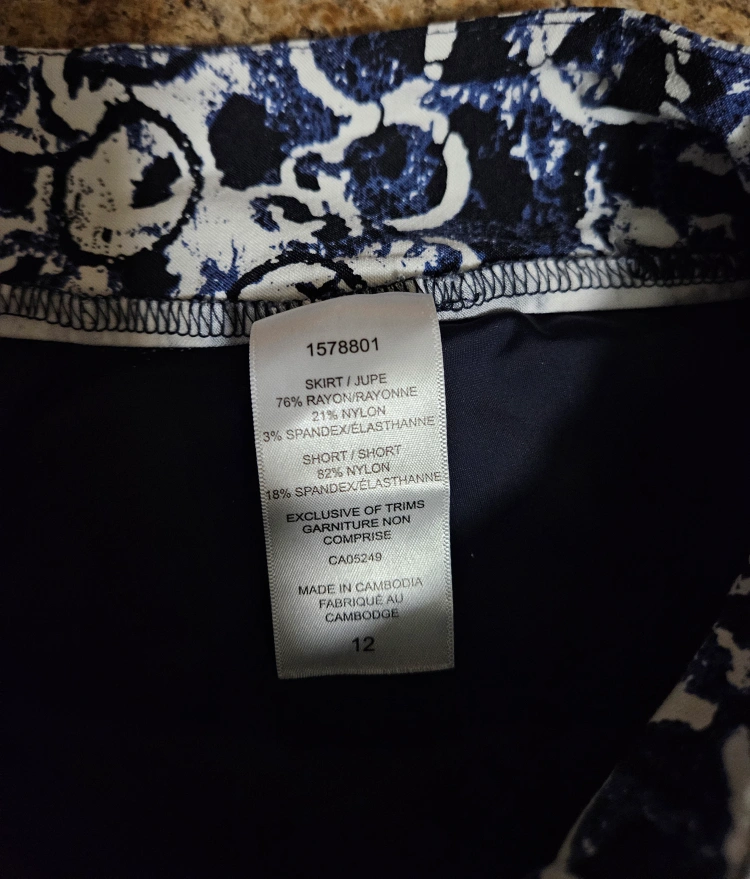 1578801
SKIRT / JUPE
76% RAYON/RAYONNE
21% NYLON
3% SPANDEX/ÉLASTHANNE
SHORT / SHORT
82% NYLON
18% SPANDEX/ÉLASTHANNE
EXCLUSIVE OF TRIMS
GARNITURE NON
COMPRISE
CA05249
MADE IN CAMBODIA
FABRIQUÉ AU
CAMBODGE
12